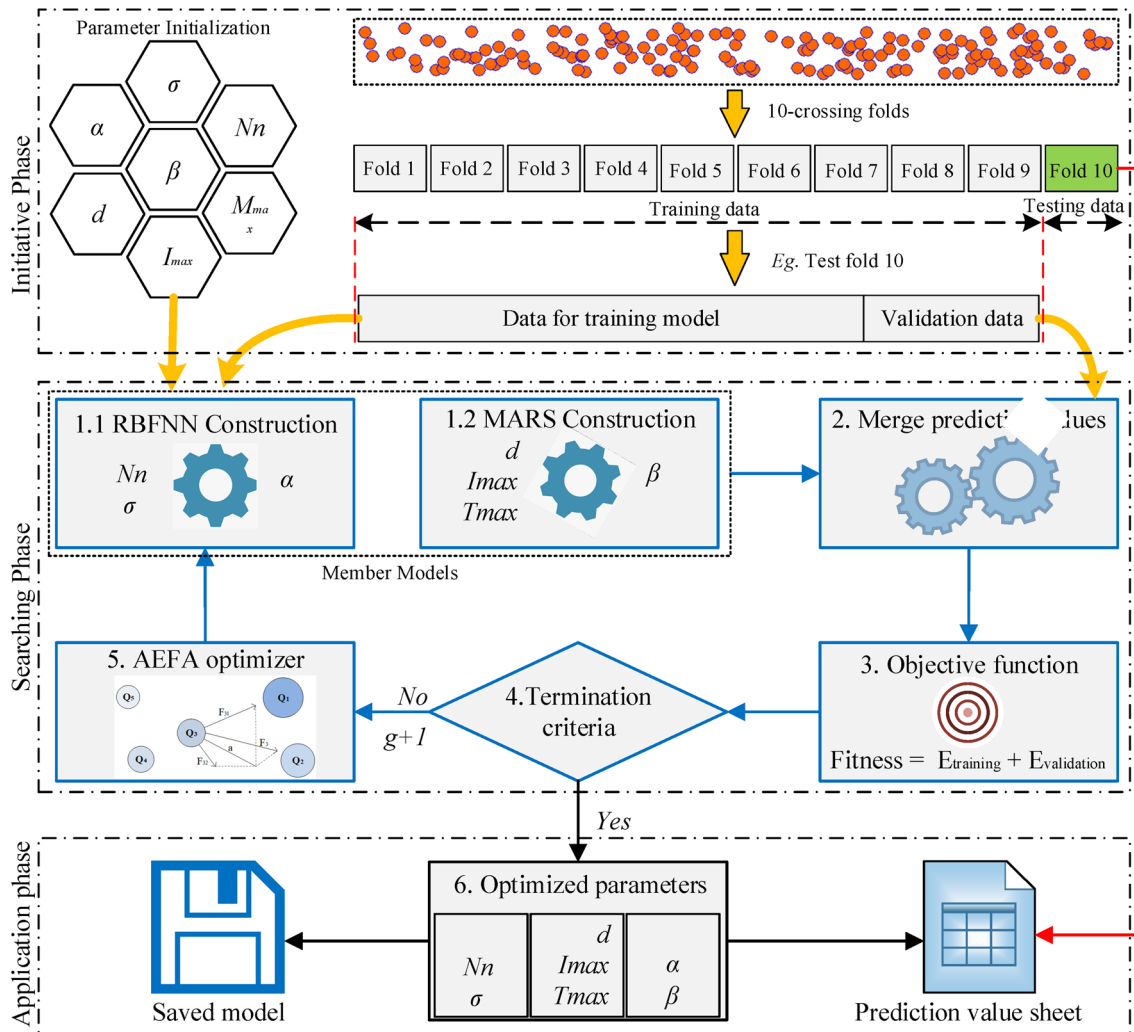 Initiative Phase
Parameter Initialization
σ
α
Nn
β
d
M ma
x
Imax
10-crossing folds
Fold 1
Fold 2
Fold 3
Fold 4
Fold 5
Fold 6
Fold 7
Fold 8
Fold 9
Fold 10
Training data
Testing data
Eg. Test fold 10
Data for training model
Validation data
Searching Phase
1.1 RBFNN Construction
Nn
σ
α
1.2 MARS Construction
d
Imax
Tmax
β
Member Models
2. Merge predicti
lues
3. Objective function
Fitness = Etraining + Evalidation
4.Termination
criteria
No
g+1
Yes
5. AEFA optimizer
Q5
Q1
F31
Q3
a
F3
Q4
F32
Q2
Application phase
6. Optimized parameters
Nn
σ
d
Imax
Tmax
α
β
Saved model
Prediction value sheet